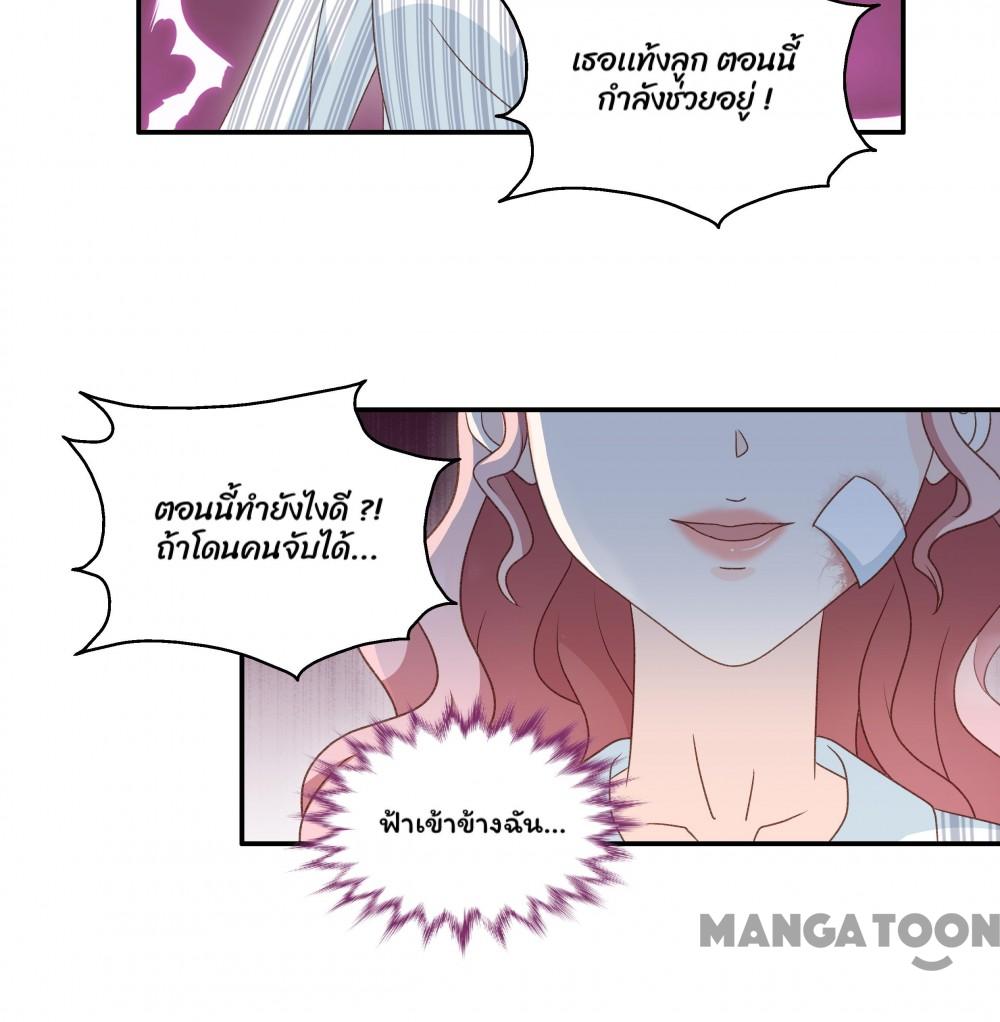 เธอแท้งลูก ตอนนี้
กำลังช่วยอยู่ !
ตอนนี้ทำยังไงดี ?!
ถ้าโดนคนจับได้...
ฟ้าเข้าข้างฉัน...
MANGATOON